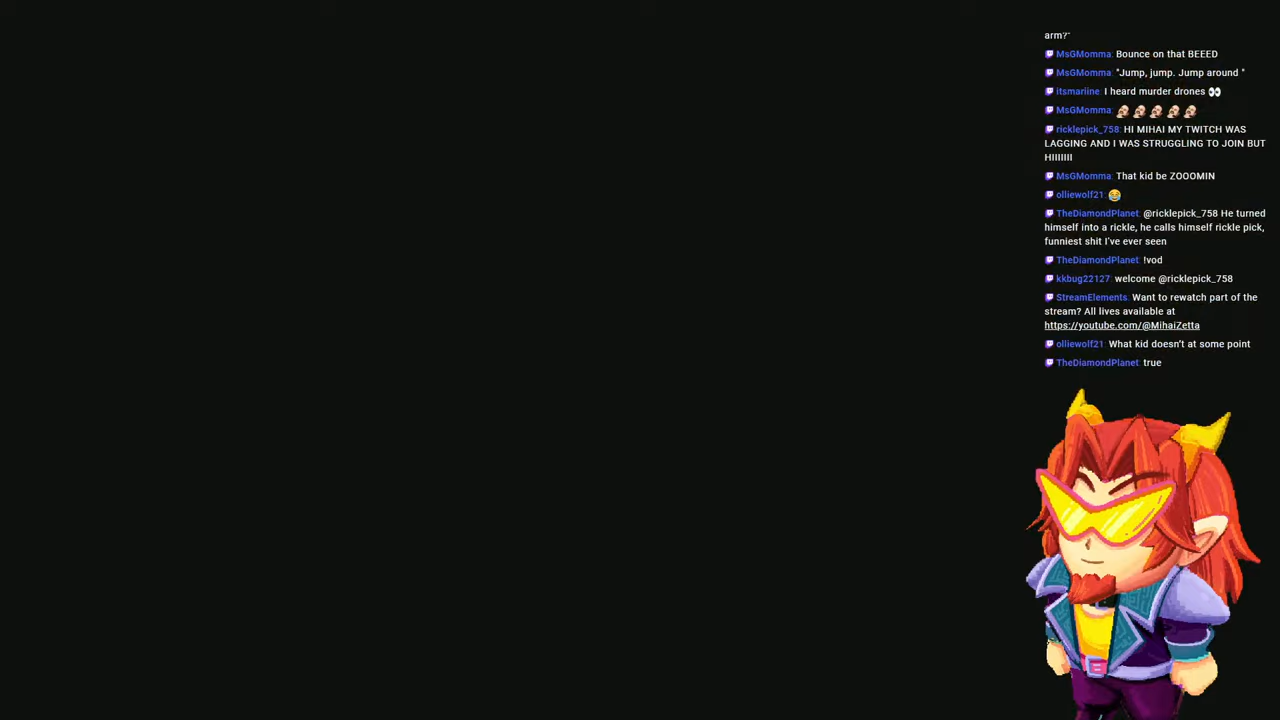 arm?"
MsGMomma: Bounce on that BEEED
MsGMomma: "Jump, jump. Jump around "
itsmariine: I heard murder drones 👀
MsGMomma:
ricklepick_758: HI MIHAI MY TWITCH WAS
LAGGING AND I WAS STRUGGLING TO JOIN BUT
HIIIIIII
MsGMomma: That kid be ZOOOMIN
olliewolf21: 😂
TheDiamondPlanet: @ricklepick_758 He turned
himself into a rickle, he calls himself rickle pick,
funniest shit I've ever seen
TheDiamondPlanet: !vod
kkbug22127: welcome @ricklepick_758
StreamElements: Want to rewatch part of the
stream? All lives available at
https://youtube.com/@MihaiZetta
olliewolf21: What kid doesn't at some point
TheDiamondPlanet: true